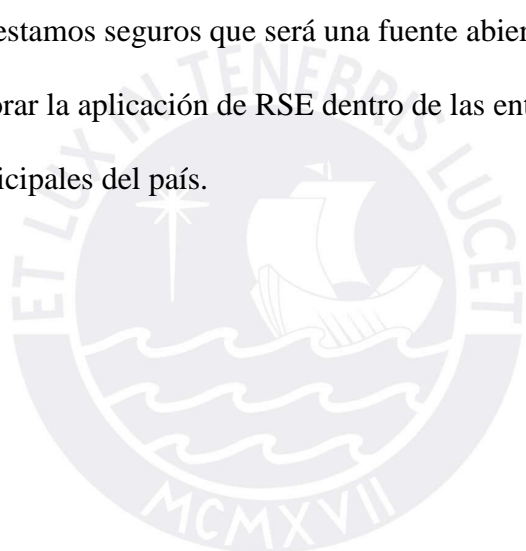 estamos seguros que será una fuente abier
orar la aplicación de RSE dentro de las ent
icipales del país.
ET LUX IN TENEBRIS LUCET
MCMXVII